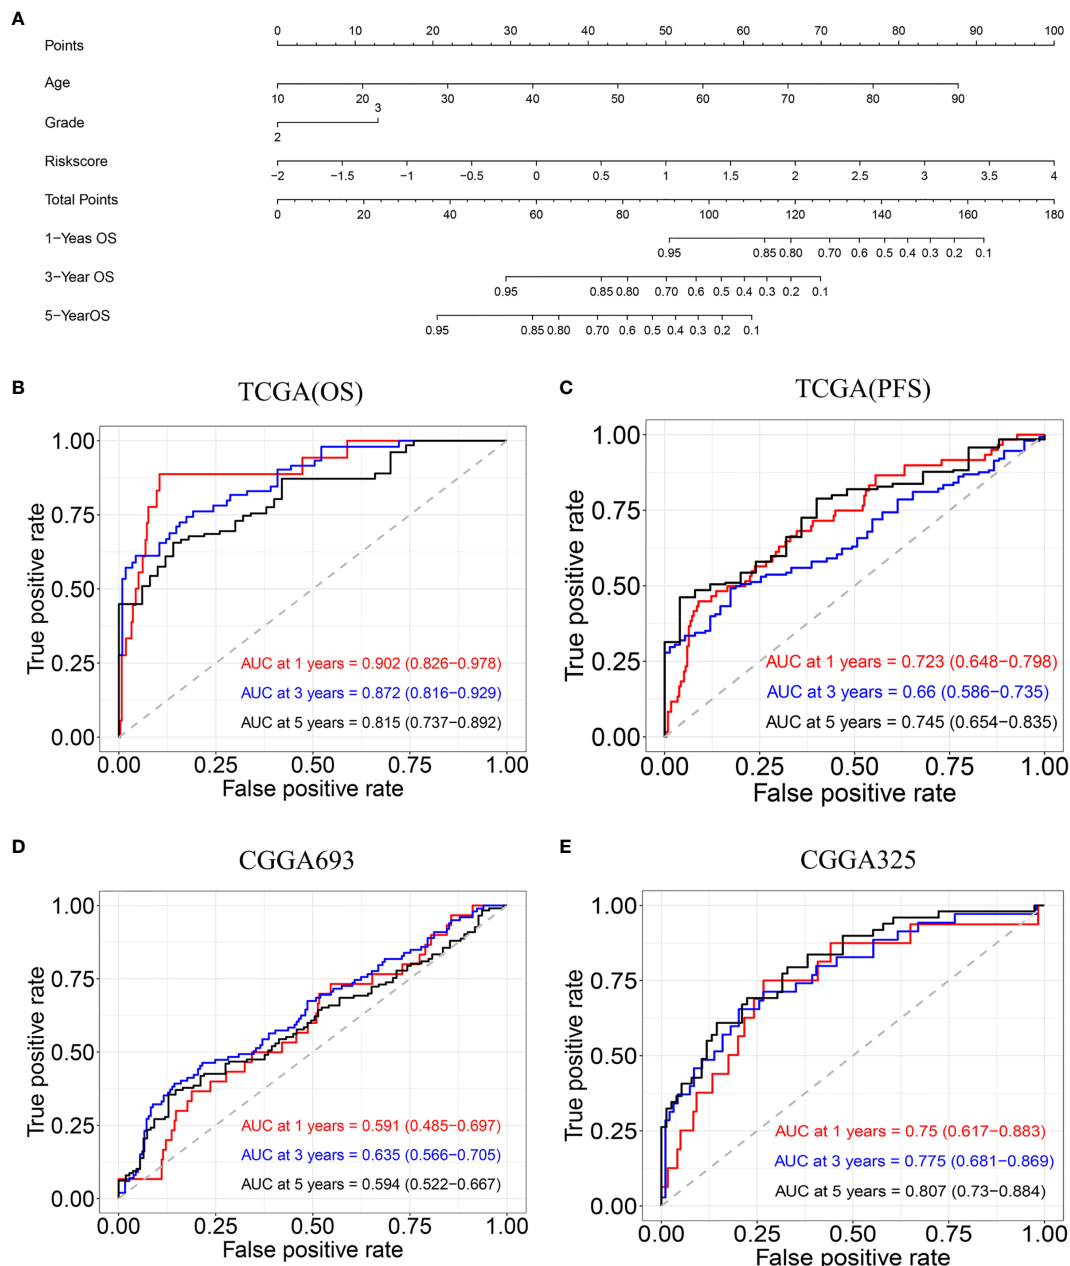 A
Points
0 10 20 30 40 50 60 70 80 90 100
Age
10 20 30 40 50 60 70 80 90
Grade
3
2
Riskscore
−2 −1.5 −1 −0.5 0 0.5 1 1.5 2 2.5 3 3.5 4
Total Points
0 20 40 60 80 100 120 140 160 180
1−Yeas OS
0.95 0.85 0.80 0.70 0.6 0.5 0.4 0.3 0.2 0.1
3−Year OS
0.95 0.85 0.80 0.70 0.6 0.5 0.4 0.3 0.2 0.1
5−YearOS
0.95 0.85 0.80 0.70 0.6 0.5 0.4 0.3 0.2 0.1
B
TCGA(OS)
True positive rate
1.00
0.75
0.50
0.25
0.00
AUC at 1 years = 0.902 (0.826−0.978)
AUC at 3 years = 0.872 (0.816−0.929)
AUC at 5 years = 0.815 (0.737−0.892)
0.00 0.25 0.50 0.75 1.00
False positive rate
C
TCGA(PFS)
True positive rate
1.00
0.75
0.50
0.25
0.00
AUC at 1 years = 0.723 (0.648−0.798)
AUC at 3 years = 0.66 (0.586−0.735)
AUC at 5 years = 0.745 (0.654−0.835)
0.00 0.25 0.50 0.75 1.00
False positive rate
D
CGGA693
True positive rate
1.00
0.75
0.50
0.25
0.00
AUC at 1 years = 0.591 (0.485−0.697)
AUC at 3 years = 0.635 (0.566−0.705)
AUC at 5 years = 0.594 (0.522−0.667)
0.00 0.25 0.50 0.75 1.00
False positive rate
E
CGGA325
True positive rate
1.00
0.75
0.50
0.25
0.00
AUC at 1 years = 0.75 (0.617−0.883)
AUC at 3 years = 0.775 (0.681−0.869)
AUC at 5 years = 0.807 (0.73−0.884)
0.00 0.25 0.50 0.75 1.00
False positive rate